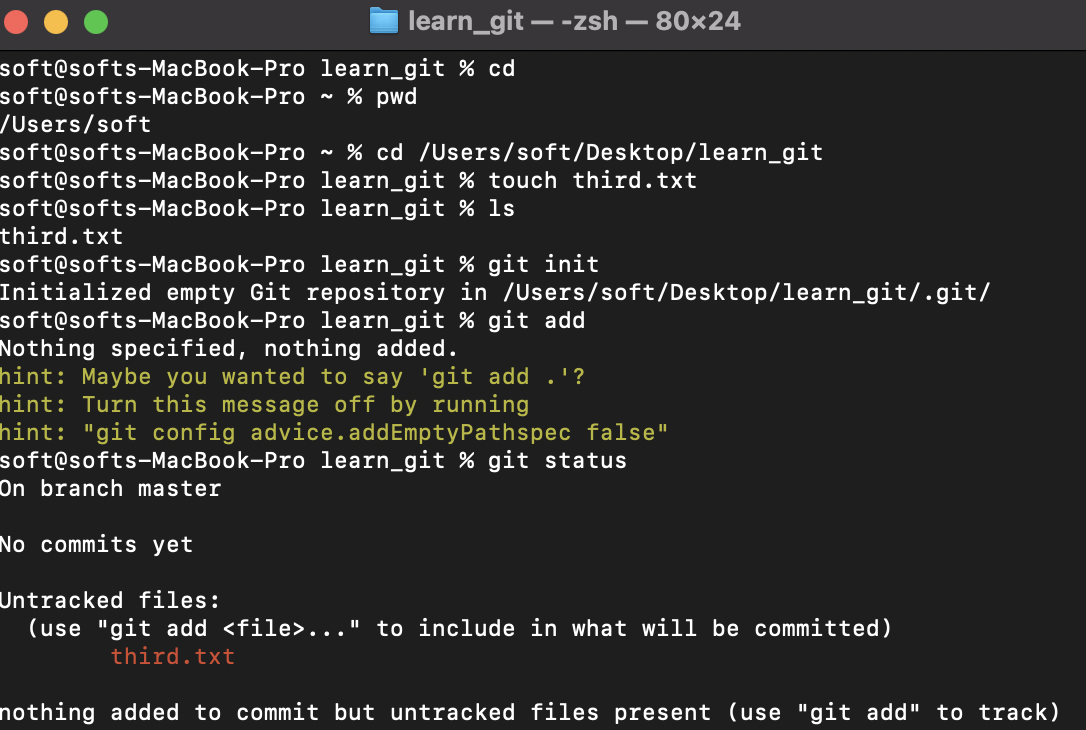 learn_git — -zsh — 80×24
soft@softs-MacBook-Pro learn_git % cd
soft@softs-MacBook-Pro ~ % pwd
/Users/soft
soft@softs-MacBook-Pro ~ % cd /Users/soft/Desktop/learn_git
soft@softs-MacBook-Pro learn_git % touch third.txt
soft@softs-MacBook-Pro learn_git % ls
third.txt
soft@softs-MacBook-Pro learn_git % git init
Initialized empty Git repository in /Users/soft/Desktop/learn_git/.git/
soft@softs-MacBook-Pro learn_git % git add
Nothing specified, nothing added.
hint: Maybe you wanted to say 'git add .'?
hint: Turn this message off by running
hint: "git config advice.addEmptyPathspec false"
soft@softs-MacBook-Pro learn_git % git status
On branch master
No commits yet
Untracked files:
  (use "git add <file>..." to include in what will be committed)
        third.txt
nothing added to commit but untracked files present (use "git add" to track)